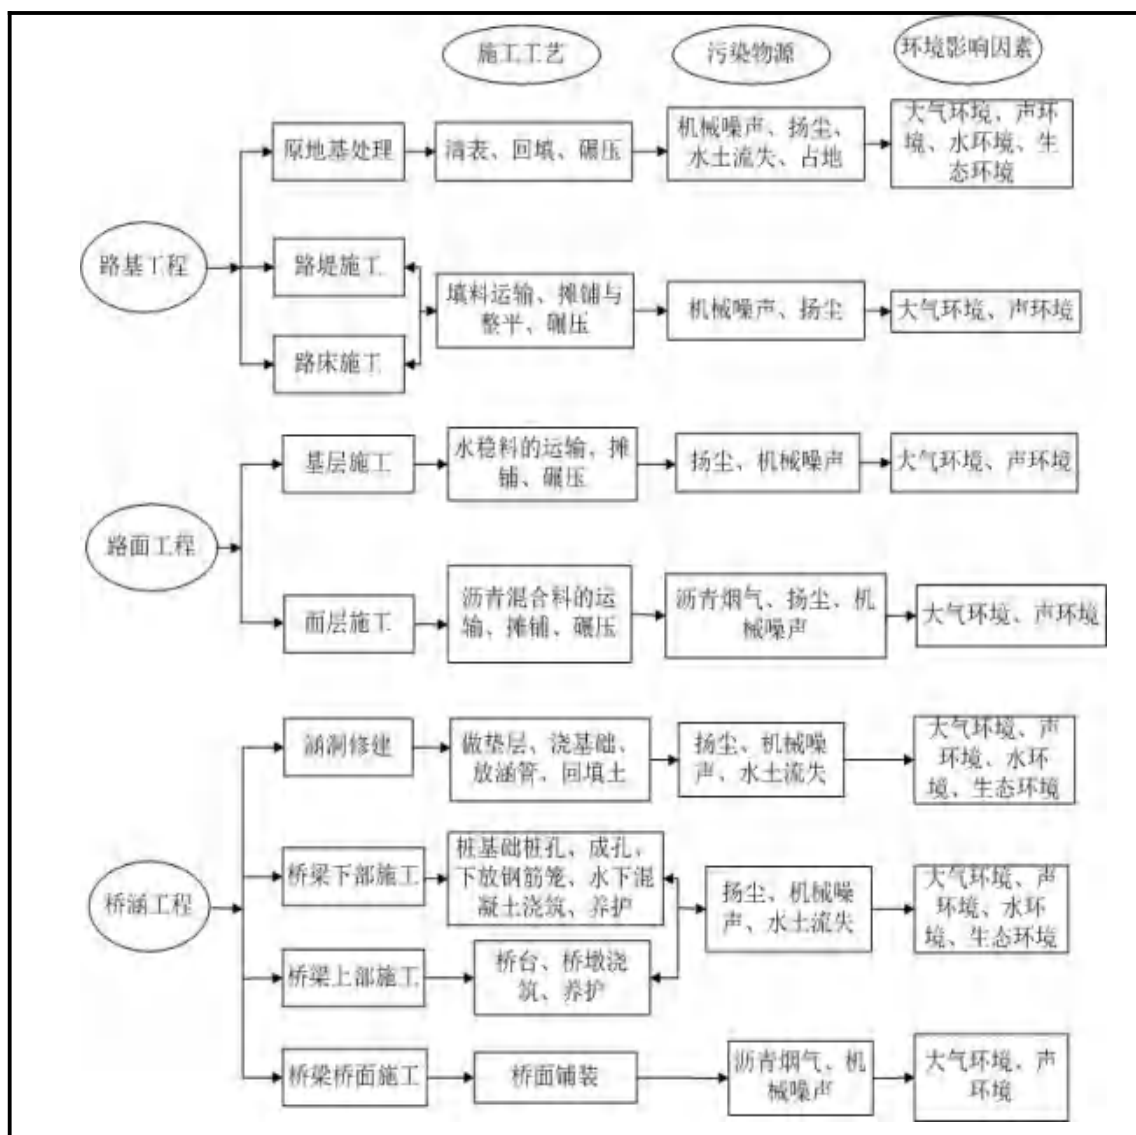 施工工艺
污染物源
环境影响因素
路基工程
原地基处理
清表、回填、碾压
机械噪声、扬尘、
水土流失、占地
大气环境、声环
境、水环境、生
态环境
路堤施工
路床施工
填料运输、摊铺与
整平、碾压
机械噪声、扬尘
大气环境、声环境
路面工程
基层施工
水稳料的运输、摊
铺、碾压
扬尘、机械噪声
大气环境、声环境
面层施工
沥青混合料的运
输、摊铺、碾压
沥青烟气、扬尘、机
械噪声
大气环境、声环境
桥涵工程
涵洞修建
做垫层、浇基础、
放涵管、回填土
扬尘、机械噪
声、水土流失
大气环境、声
环境、水环
境、生态环境
桥梁下部施工
桩基础桩孔、成孔、
下放钢筋笼、水下混
凝土浇筑、养护
桥梁上部施工
桥台、桥墩浇
筑、养护
扬尘、机械噪
声、水土流失
大气环境、声
环境、水环
境、生态环境
桥梁桥面施工
桥面铺装
沥青烟气、机
械噪声
大气环境、声
环境